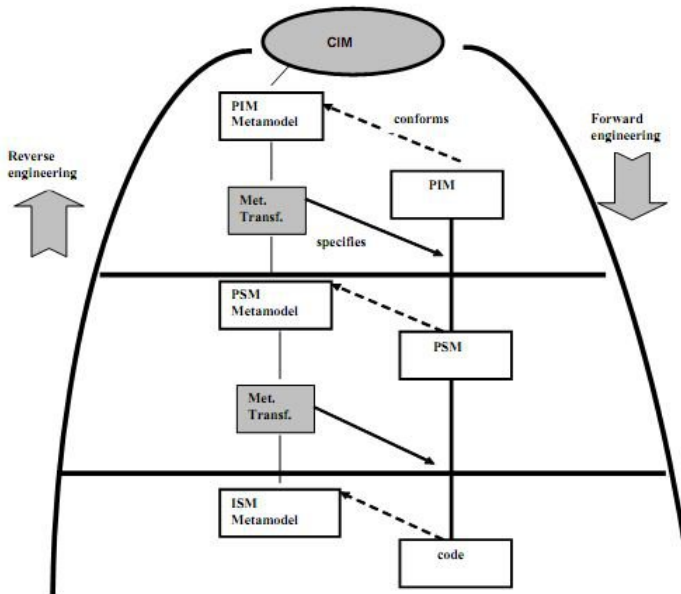 CIM
PIM
Metamodel
conforms
Forward
engineering
Reverse
engineering
PIM
Met.
Transf.
specifies
PSM
Metamodel
PSM
Met.
Transf.
ISM
Metamodel
code